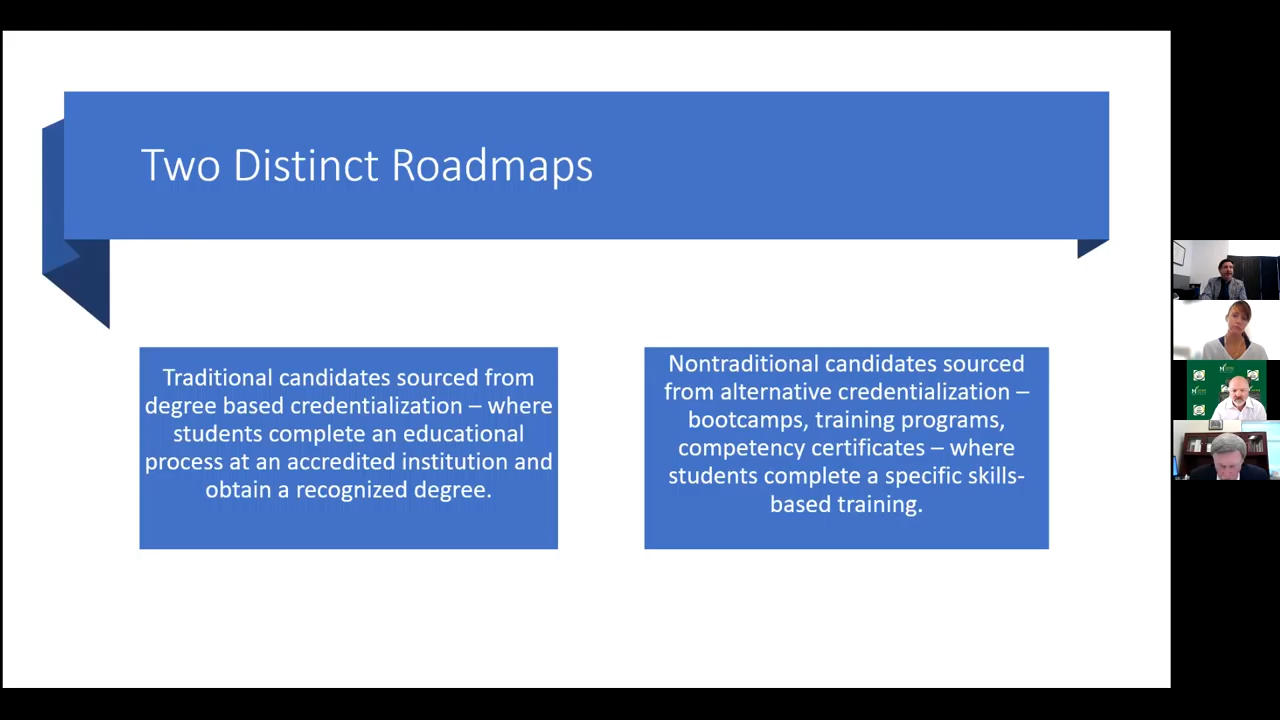 Two Distinct Roadmaps
Traditional candidates sourced from
degree based credentialization – where
students complete an educational
process at an accredited institution and
obtain a recognized degree.
Nontraditional candidates sourced
from alternative credentialization –
bootcamps, training programs,
competency certificates – where
students complete a specific skills-
based training.